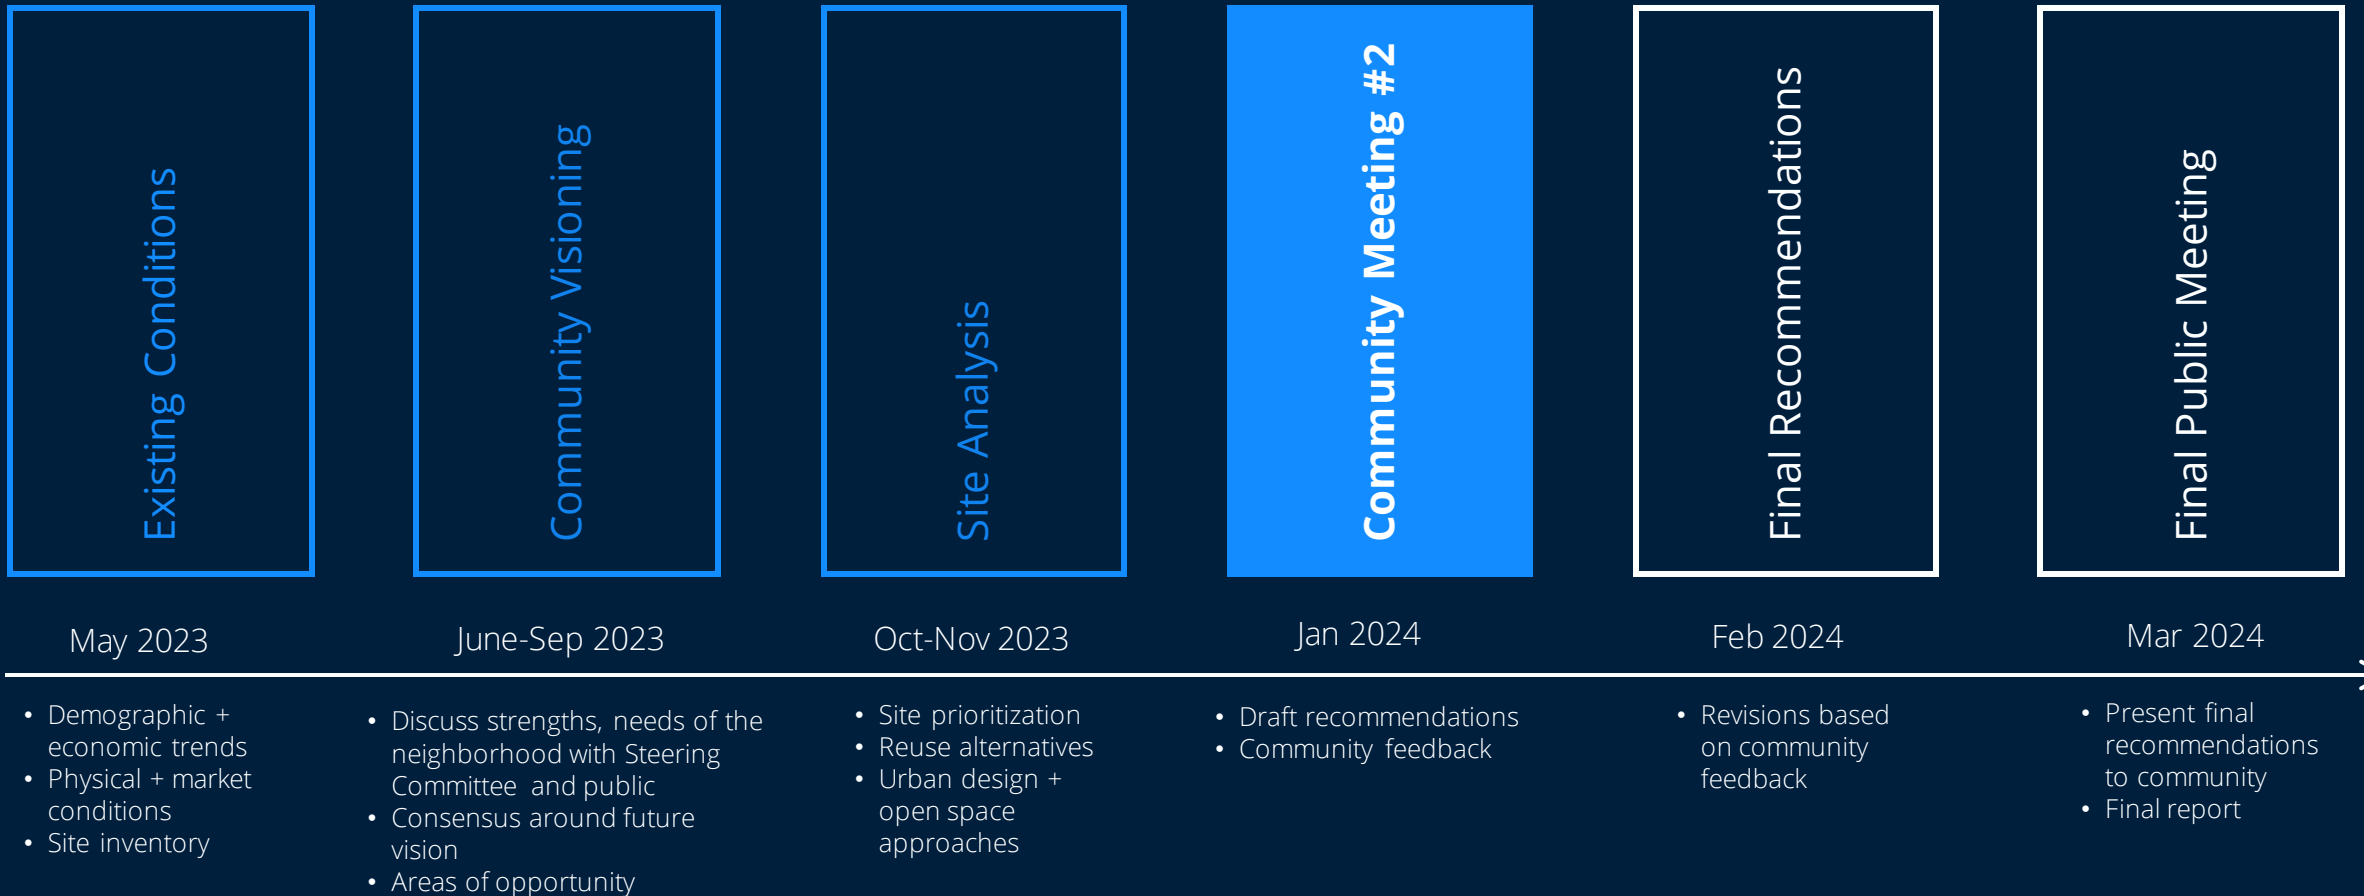 Existing Conditions
Community Visioning
Site Analysis
Community Meeting #2
Final Recommendations
Final Public Meeting
May 2023
June-Sep 2023
Oct-Nov 2023
Jan 2024
Feb 2024
Mar 2024
• Demographic +
economic trends
• Physical + market
conditions
• Site inventory
• Discuss strengths, needs of the
neighborhood with Steering
Committee and public
• Consensus around future
vision
• Areas of opportunity
• Site prioritization
• Reuse alternatives
• Urban design +
open space
approaches
• Draft recommendations
• Community feedback
• Revisions based
on community
feedback
• Present final
recommendations
to community
• Final report